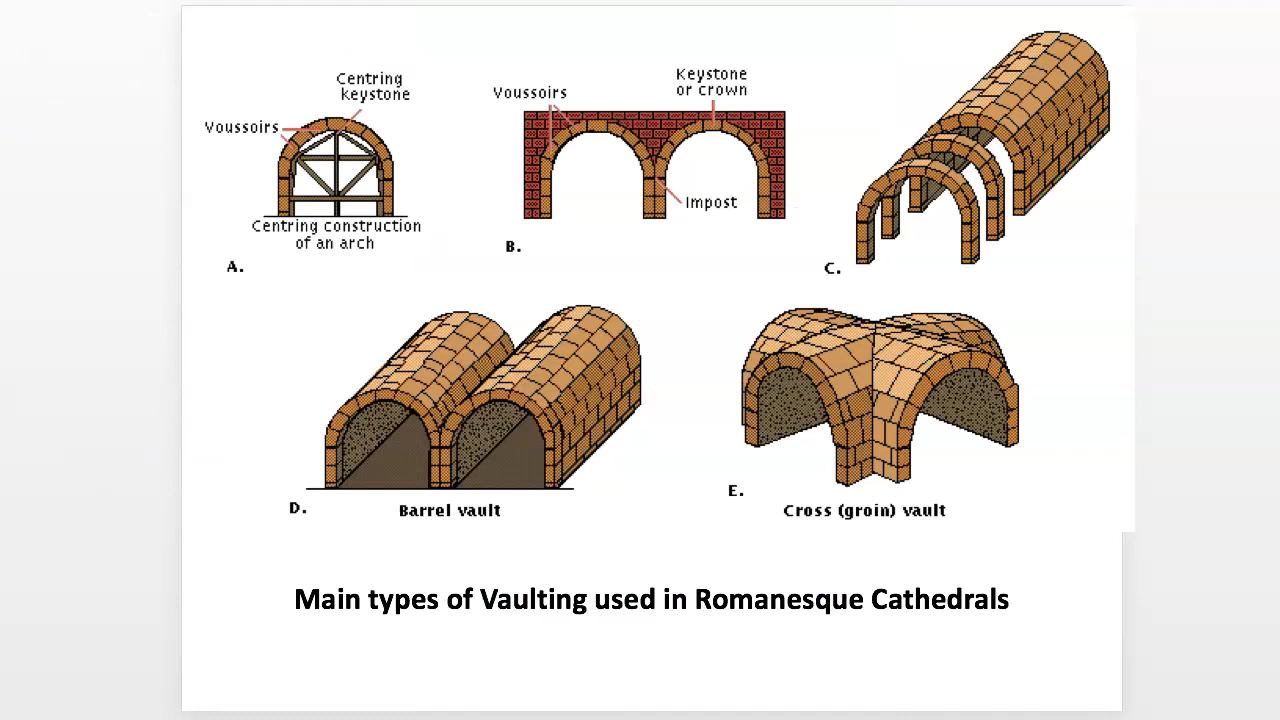 Centring
keystone
Voussoirs
Centring construction
of an arch
A.
Voussoirs
Keystone
or crown
Impost
B.
C.
D.
Barrel vault
E.
Cross (groin) vault
Main types of Vaulting used in Romanesque Cathedrals